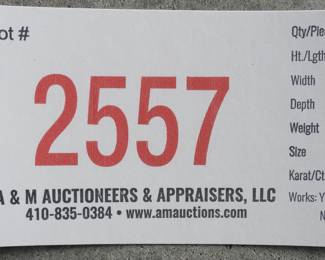 ot #
2557
A & M AUCTIONEERS & APPRAISERS, LLC
410-835-0384 • www.amauctions.com
Qty/Pie
Ht./Lgth
Width
Depth
Weight
Size
Karat/Ct
Works: Y
N